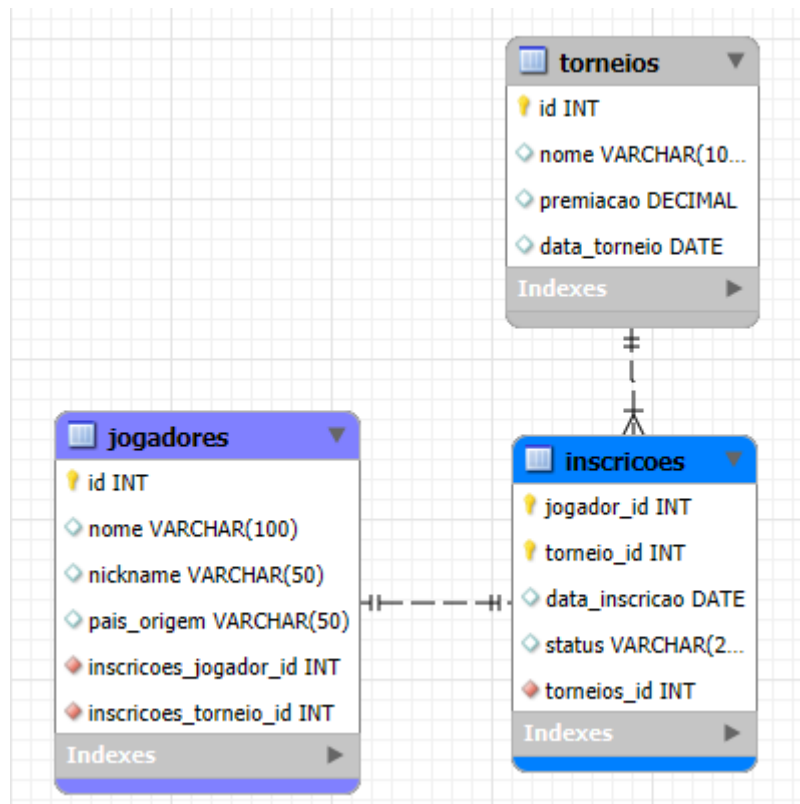 torneios
id INT
nome VARCHAR(10...
premiacao DECIMAL
data_torneio DATE
Indexes
jogadores
id INT
nome VARCHAR(100)
nickname VARCHAR(50)
pais_origem VARCHAR(50)
inscricoes_jogador_id INT
inscricoes_torneio_id INT
Indexes
inscricoes
jogador_id INT
torneio_id INT
data_inscricao DATE
status VARCHAR(2...
torneios_id INT
Indexes